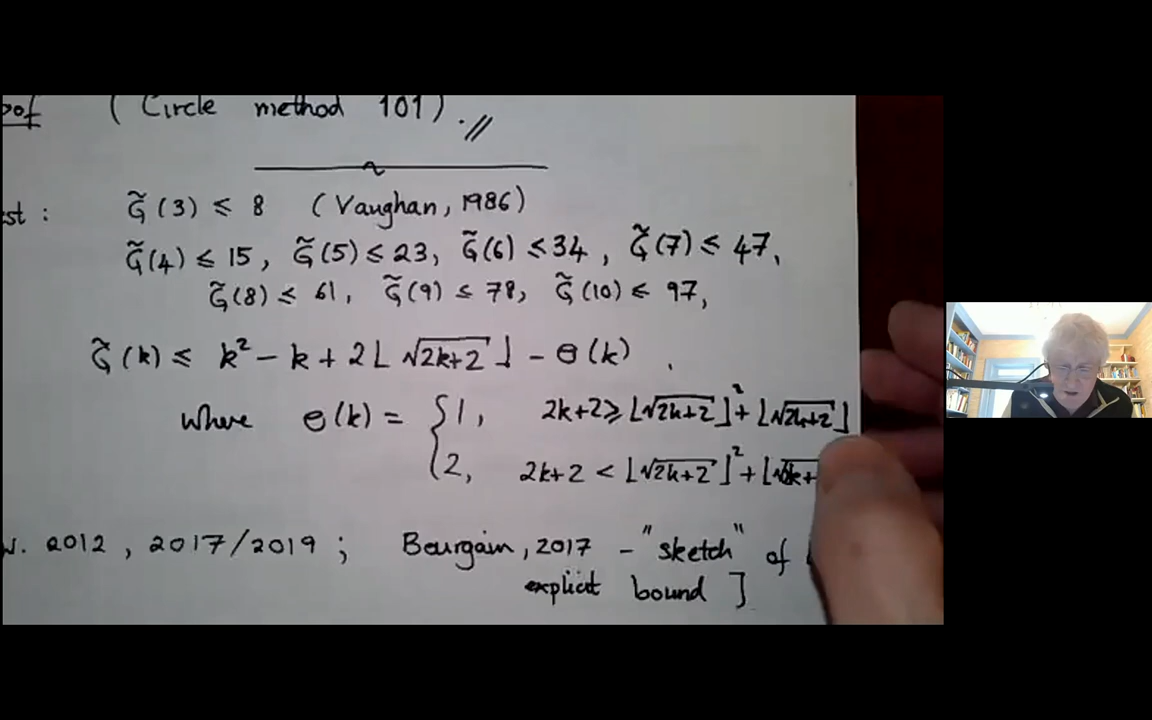 ( Circle method 101) . //
G̃(3) ≤ 8 (Vaughan, 1986)
G̃(4) ≤ 15, G̃(5) ≤ 23, G̃(6) ≤ 34, G̃(7) ≤ 47,
G̃(8) ≤ 61, G̃(9) ≤ 78, G̃(10) ≤ 97,
G̃(k) ≤ k² − k + 2⌊√2k+2⌋ − θ(k) .
where θ(k) = { 1, 2k+2 ≥ ⌊√2k+2⌋² + ⌊√2k+2⌋
2, 2k+2 < ⌊√2k+2⌋² + ⌊√
. 2012, 2017/2019 ; Bourgain, 2017 – "sketch" of
explicit bound ]